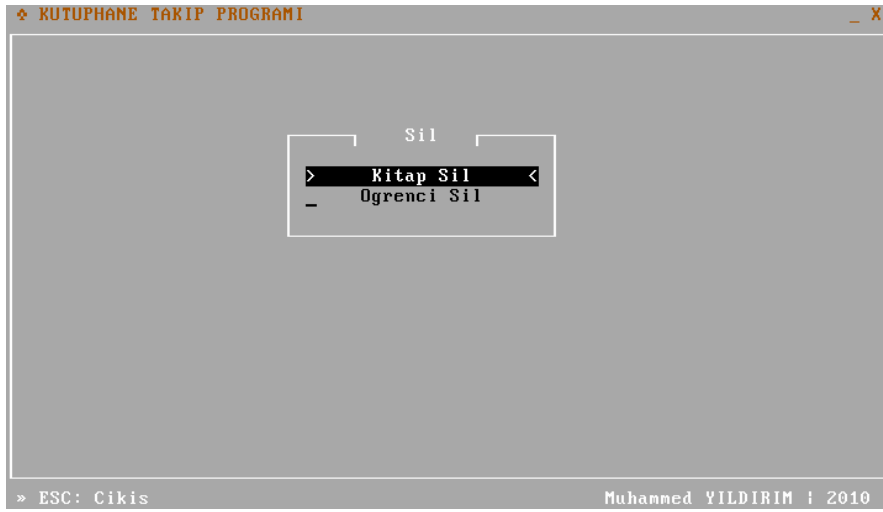 KUTUPHANE TAKIP PROGRAMI _ X
Sil
> Kitap Sil <
Ogrenci Sil
» ESC: Cikis Muhammed YILDIRIM ¦ 2010